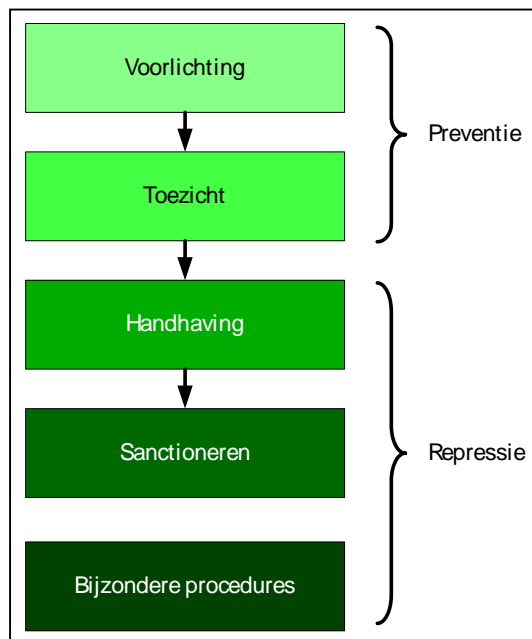 Voorlichting
Preventie
Toezicht
Handhaving
Sanctioneren
Repressie
Bijzondere procedures